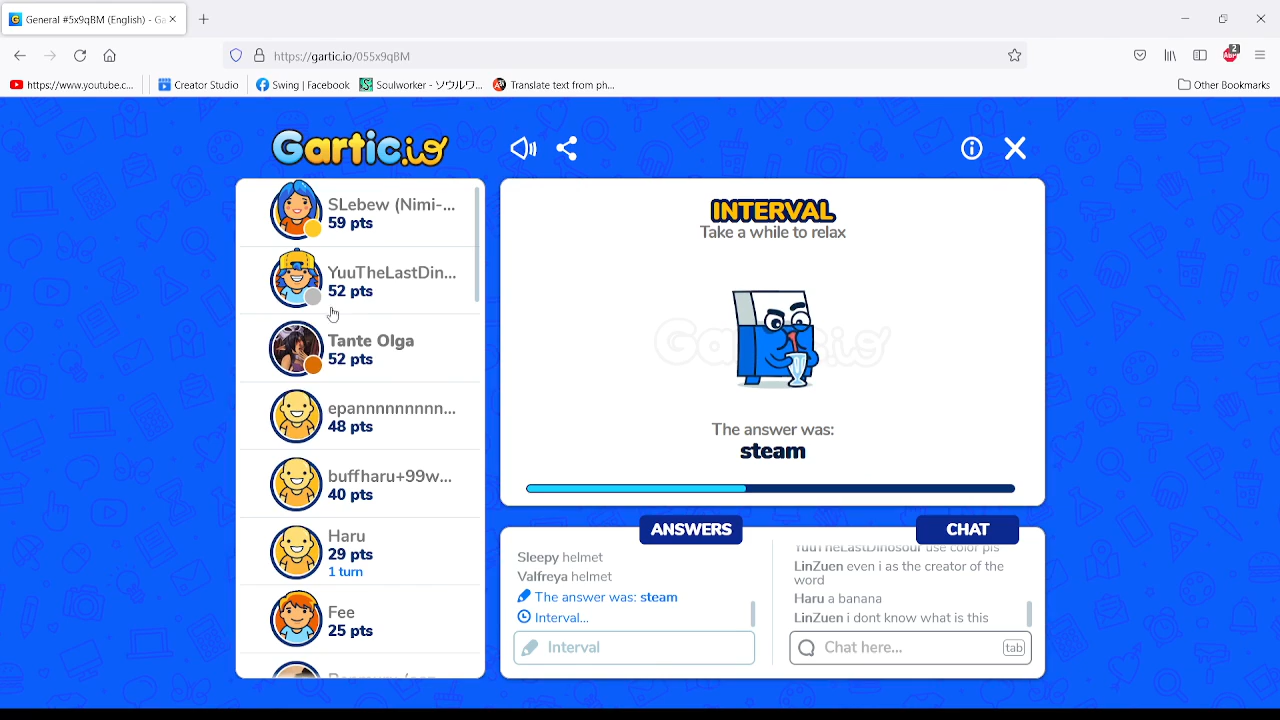 General #5x9qBM (English) - Ga
https://gartic.io/055x9qBM
https://www.youtube.c...
Creator Studio
Swing | Facebook
Soulworker - ソウルワ...
Translate text from ph...
Other Bookmarks
2
Gartic.io
SLebew (Nimi-...
59 pts
YuuTheLastDin...
52 pts
Tante Olga
52 pts
epannnnnnnnn...
48 pts
buffharu+99w...
40 pts
Haru
29 pts
1 turn
Fee
25 pts
INTERVAL
Take a while to relax
The answer was:
steam
ANSWERS
Sleepy helmet
Valfreya helmet
The answer was: steam
Interval...
Interval
CHAT
YuuTheLastDinosour use color pls
LinZuen even i as the creator of the
word
Haru a banana
LinZuen i dont know what is this
Chat here...
tab